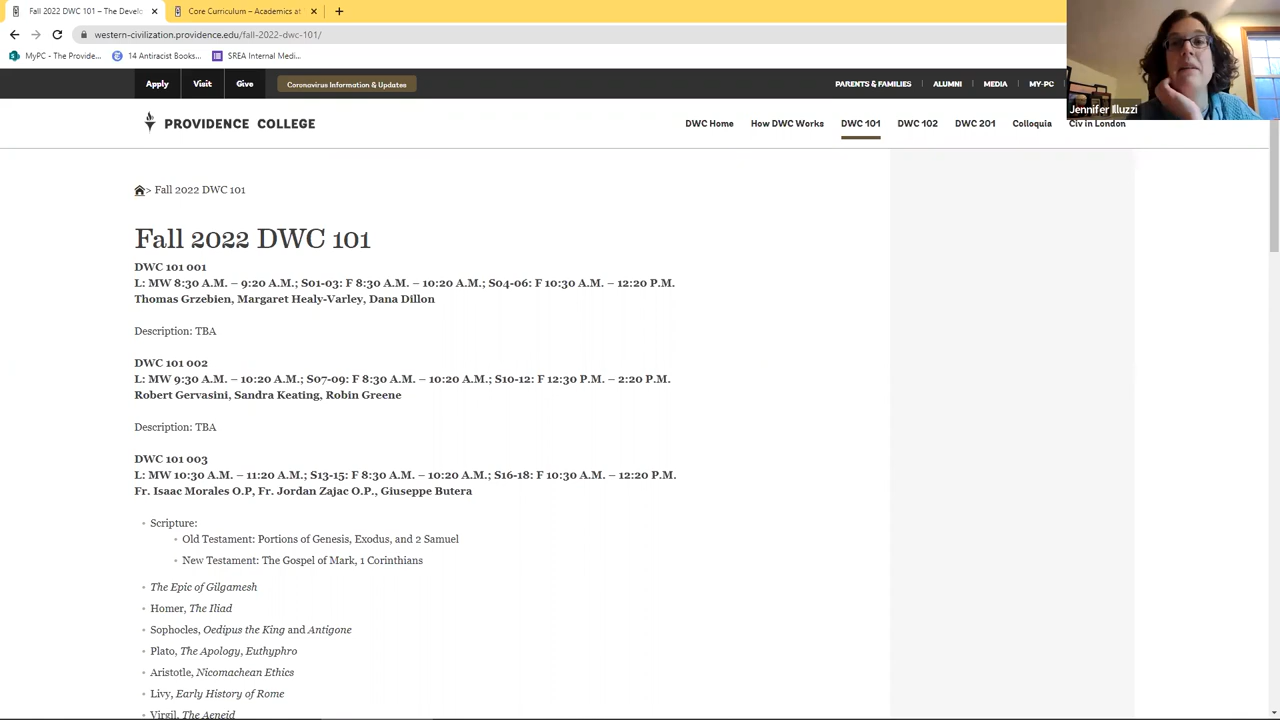 Fall 2022 DWC 101 – The Develo
Core Curriculum – Academics at
western-civilization.providence.edu/fall-2022-dwc-101/
MyPC - The Provide...
14 Antiracist Books...
SREA Internal Medi...
Apply
Visit
Give
Coronavirus Information & Updates
PARENTS & FAMILIES
ALUMNI
MEDIA
MY-PC
Jennifer Illuzzi
PROVIDENCE COLLEGE
DWC Home
How DWC Works
DWC 101
DWC 102
DWC 201
Colloquia
Civ in London
> Fall 2022 DWC 101
Fall 2022 DWC 101
DWC 101 001
L: MW 8:30 A.M. – 9:20 A.M.; S01-03: F 8:30 A.M. – 10:20 A.M.; S04-06: F 10:30 A.M. – 12:20 P.M.
Thomas Grzebien, Margaret Healy-Varley, Dana Dillon
Description: TBA
DWC 101 002
L: MW 9:30 A.M. – 10:20 A.M.; S07-09: F 8:30 A.M. – 10:20 A.M.; S10-12: F 12:30 P.M. – 2:20 P.M.
Robert Gervasini, Sandra Keating, Robin Greene
Description: TBA
DWC 101 003
L: MW 10:30 A.M. – 11:20 A.M.; S13-15: F 8:30 A.M. – 10:20 A.M.; S16-18: F 10:30 A.M. – 12:20 P.M.
Fr. Isaac Morales O.P, Fr. Jordan Zajac O.P., Giuseppe Butera
Scripture:
Old Testament: Portions of Genesis, Exodus, and 2 Samuel
New Testament: The Gospel of Mark, 1 Corinthians
The Epic of Gilgamesh
Homer, The Iliad
Sophocles, Oedipus the King and Antigone
Plato, The Apology, Euthyphro
Aristotle, Nicomachean Ethics
Livy, Early History of Rome
Virgil, The Aeneid